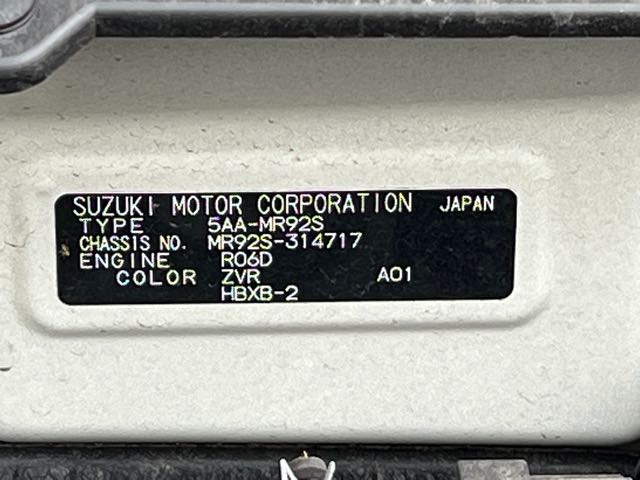 SUZUKI MOTOR CORPORATION JAPAN
TYPE 5AA-MR92S
CHASSIS NO. MR92S-314717
ENGINE R06D
COLOR ZVR A01
HBXB-2